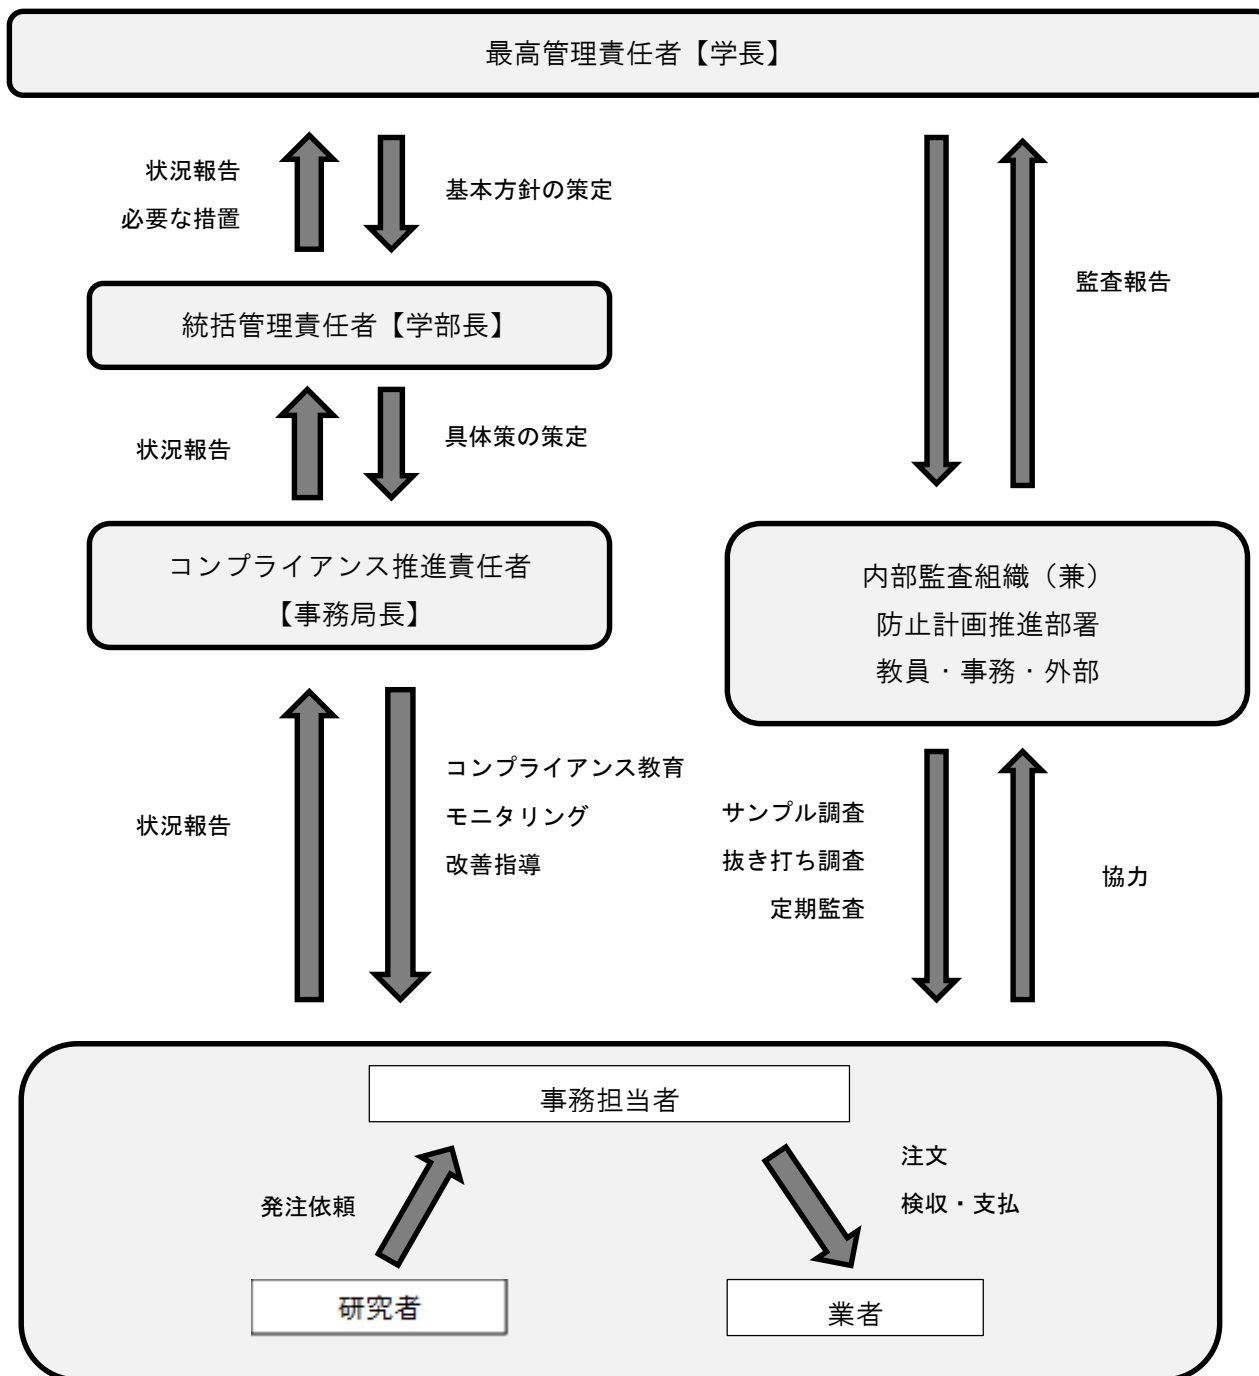 最高管理責任者【学長】
状況報告
必要な措置
基本方針の策定
監査報告
統括管理責任者【学部長】
状況報告
具体策の策定
コンプライアンス推進責任者
【事務局長】
内部監査組織（兼）
防止計画推進部署
教員・事務・外部
状況報告
コンプライアンス教育
モニタリング
改善指導
サンプル調査
抜き打ち調査
定期監査
協力
事務担当者
発注依頼
注文
検収・支払
研究者
業者